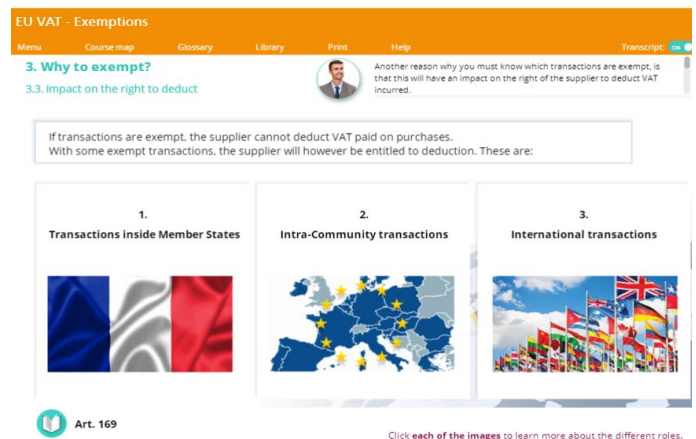 EU VAT - Exemptions
Menu Course map Glossary Library Print Help Transcript: ON
3. Why to exempt?
3.3. Impact on the right to deduct
Another reason why you must know which transactions are exempt, is
that this will have an impact on the right of the supplier to deduct VAT
incurred.
If transactions are exempt, the supplier cannot deduct VAT paid on purchases.
With some exempt transactions, the supplier will however be entitled to deduction. These are:
1.
Transactions inside Member States
2.
Intra-Community transactions
3.
International transactions
Art. 169
Click each of the images to learn more about the different roles.